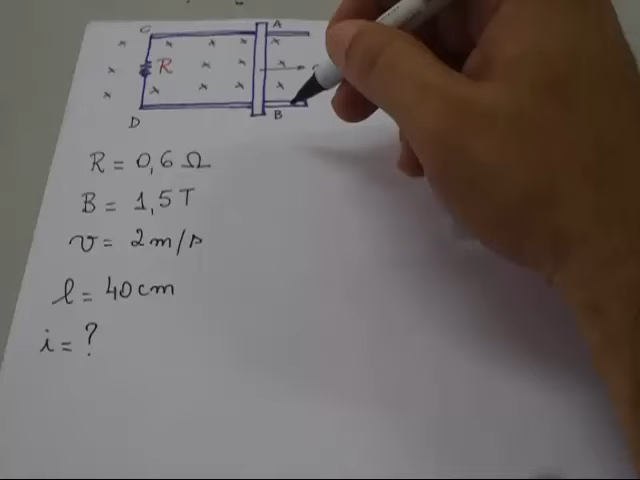 C A
R
D B
R = 0,6 Ω
B = 1,5 T
v = 2 m/s
l = 40 cm
i = ?